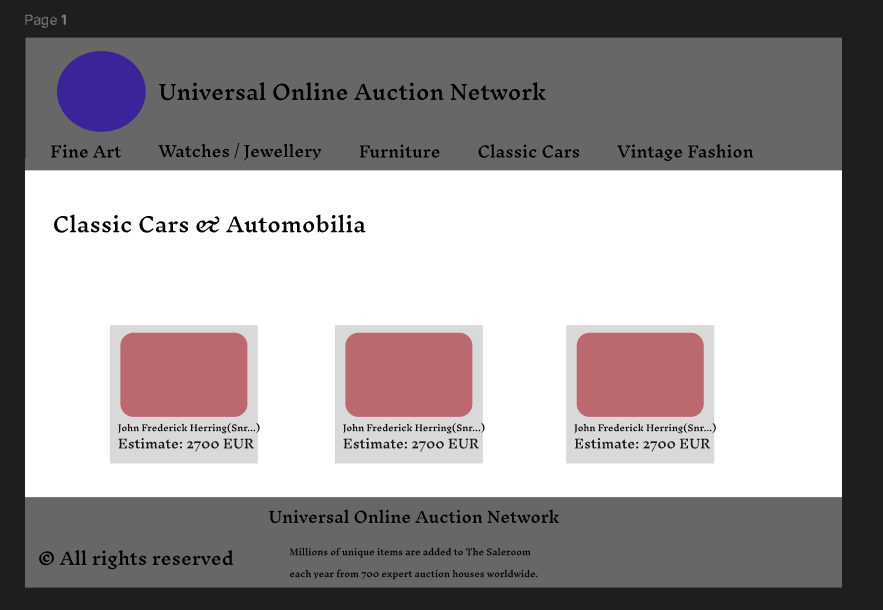 Page 1
Universal Online Auction Network
Fine Art Watches / Jewellery Furniture Classic Cars Vintage Fashion
Classic Cars & Automobilia
John Frederick Herring(Snr...) John Frederick Herring(Snr...) John Frederick Herring(Snr...)
Estimate: 2700 EUR Estimate: 2700 EUR Estimate: 2700 EUR
Universal Online Auction Network
© All rights reserved
Millions of unique items are added to The Saleroom
each year from 700 expert auction houses worldwide.